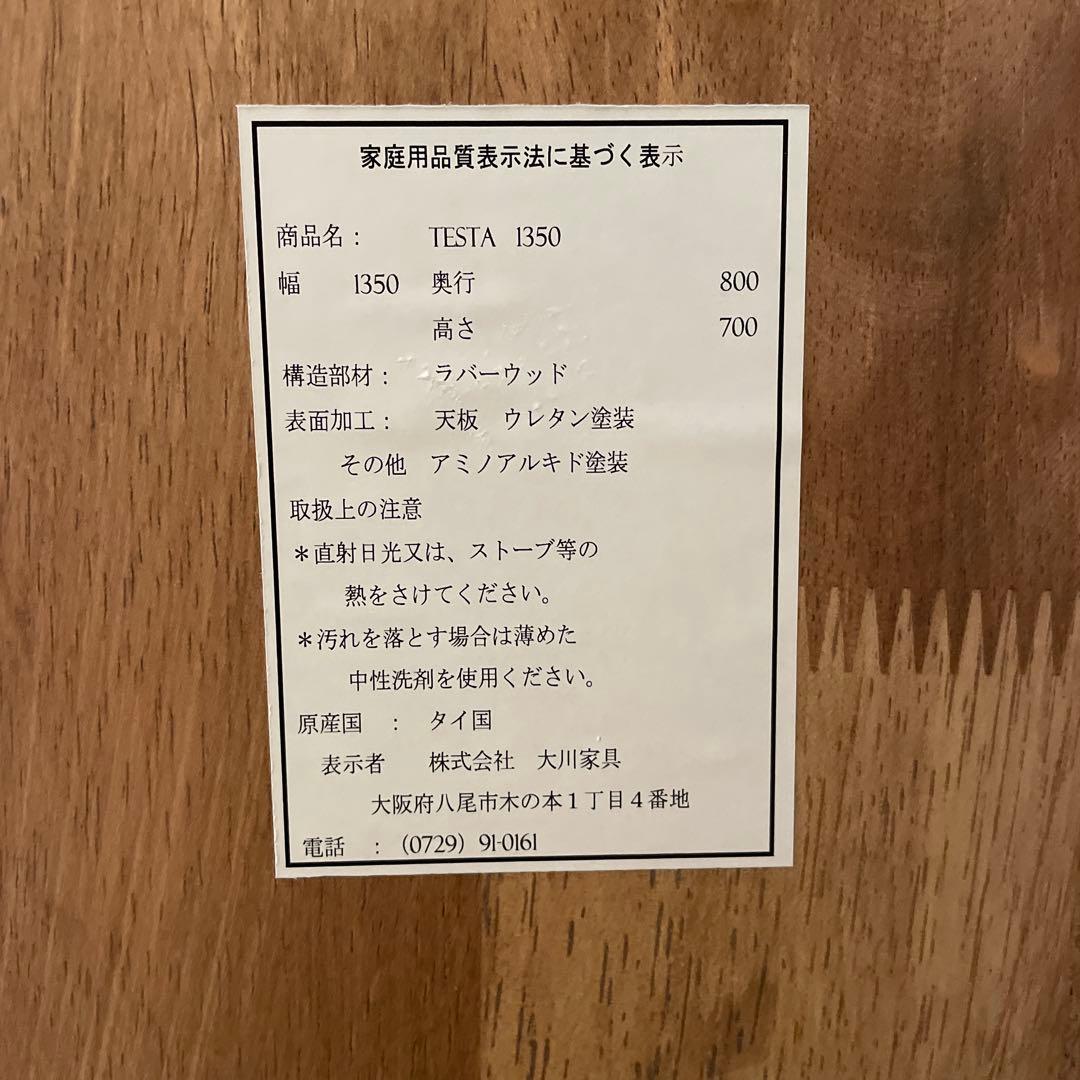 家庭用品質表示法に基づく表示
商品名： TESTA 1350
幅 1350 奥行 800
高さ 700
構造部材： ラバーウッド
表面加工： 天板 ウレタン塗装
その他 アミノアルキド塗装
取扱上の注意
＊直射日光又は、ストーブ等の
熱をさけてください。
＊汚れを落とす場合は薄めた
中性洗剤を使用ください。
原産国 ： タイ国
表示者 株式会社 大川家具
大阪府八尾市木の本１丁目４番地
電話 ：（0729）91-0161